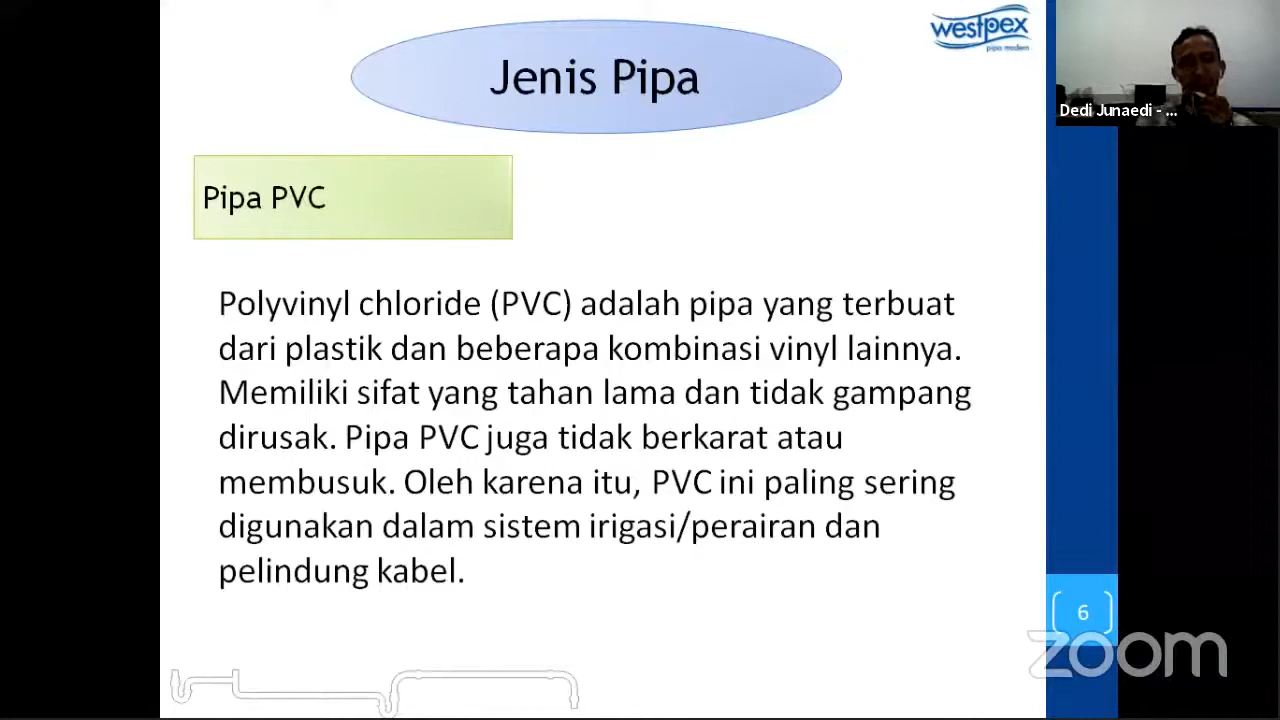 westpex
pipa modern
Jenis Pipa
Dedi Junaedi - ...
Pipa PVC
Polyvinyl chloride (PVC) adalah pipa yang terbuat
dari plastik dan beberapa kombinasi vinyl lainnya.
Memiliki sifat yang tahan lama dan tidak gampang
dirusak. Pipa PVC juga tidak berkarat atau
membusuk. Oleh karena itu, PVC ini paling sering
digunakan dalam sistem irigasi/perairan dan
pelindung kabel.
6
zoom